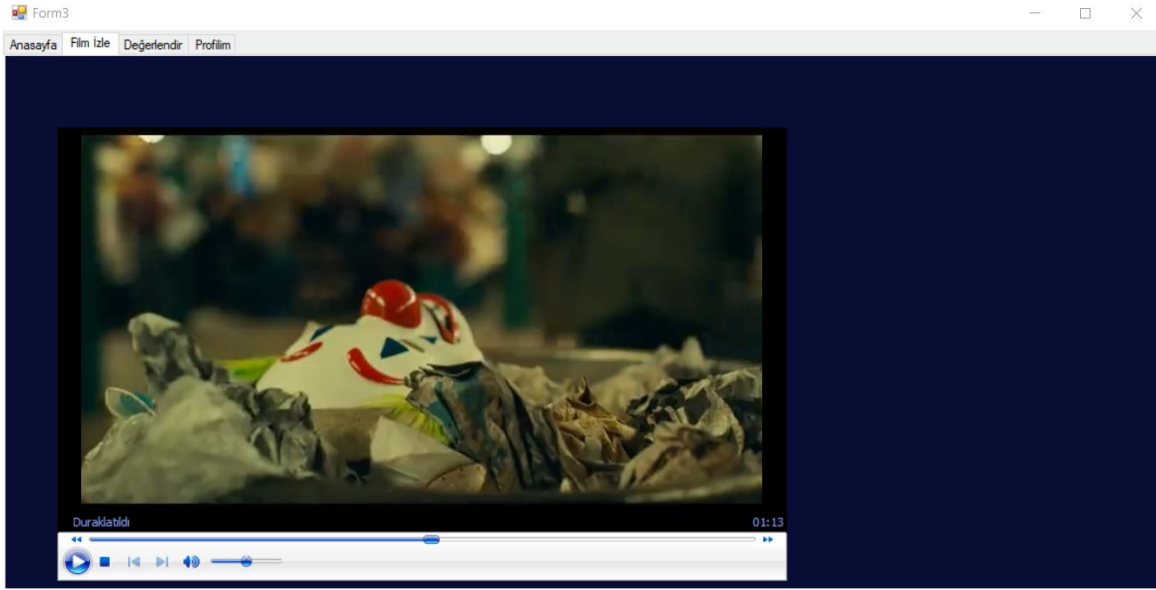 Form3
Anasayfa Film İzle Değerlendir Profilim
Duraklatıldı 01:13